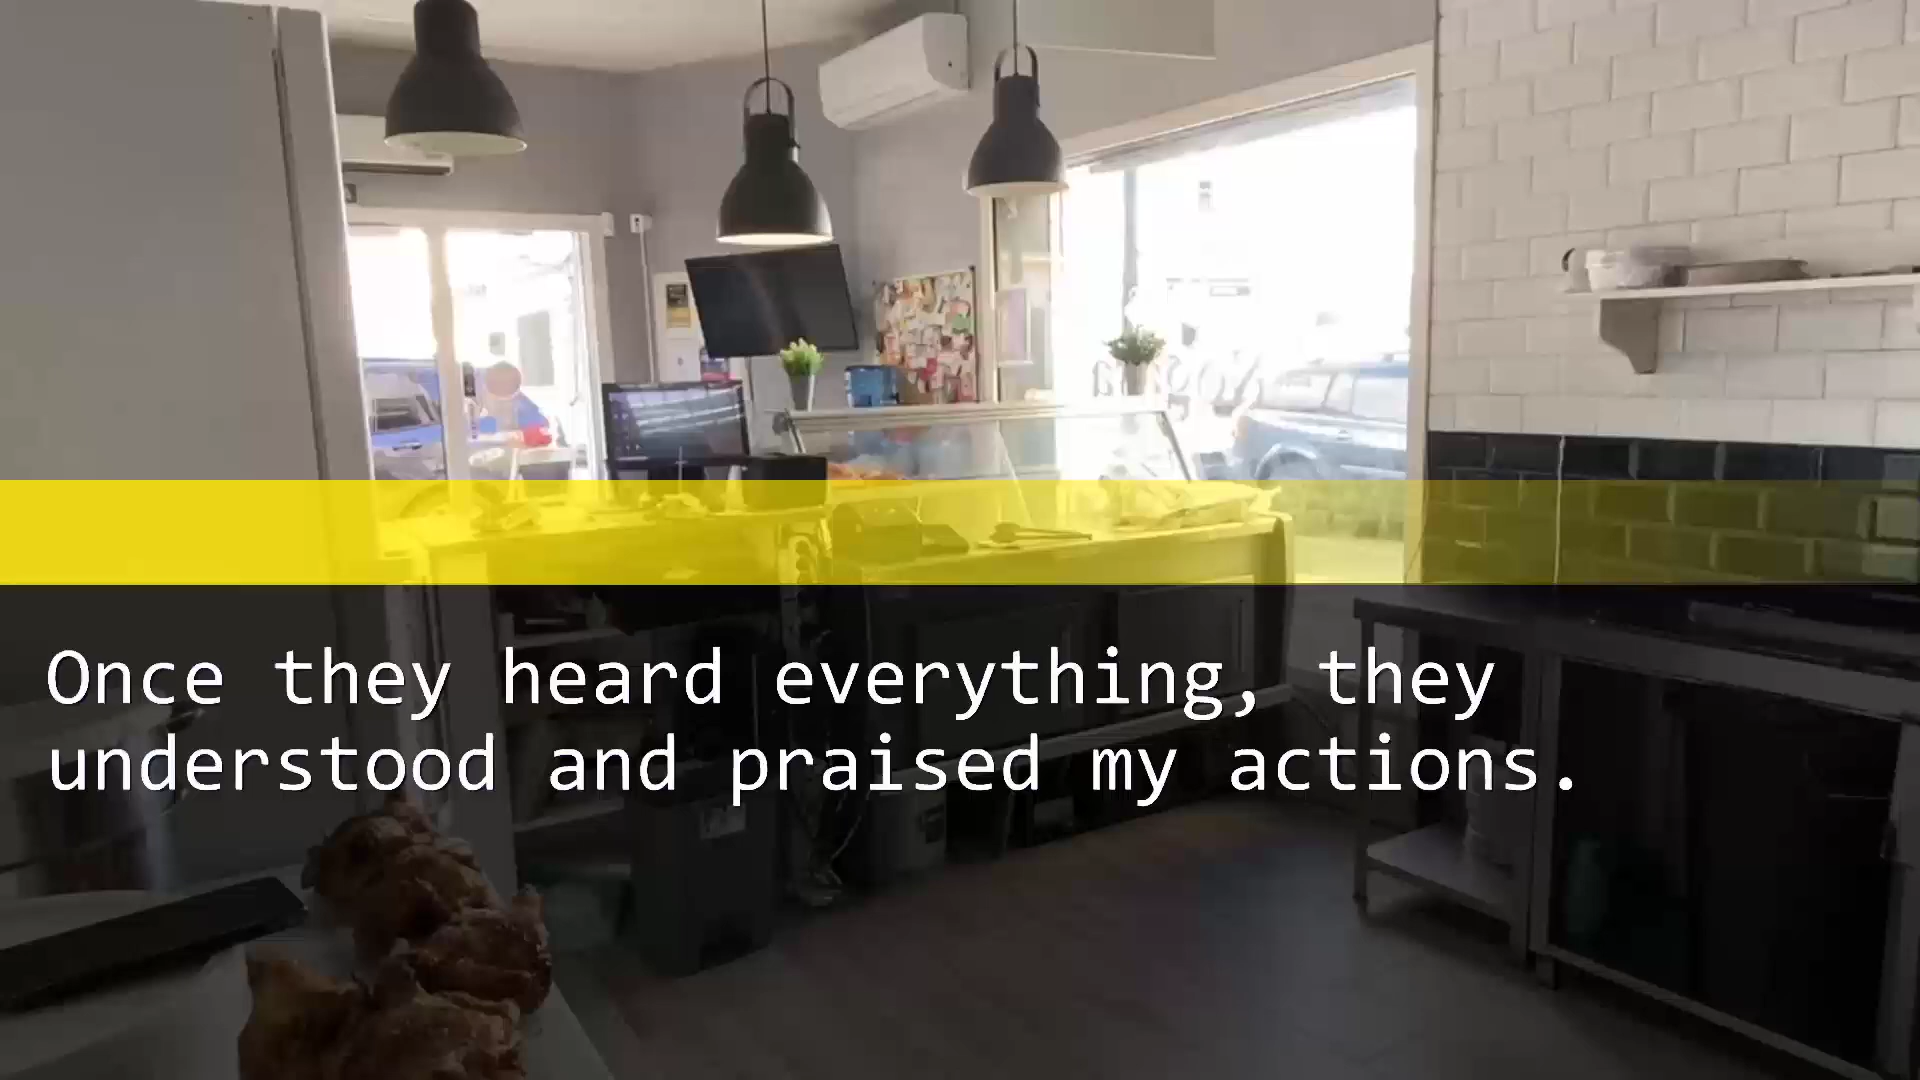 Once they heard everything, they
understood and praised my actions.